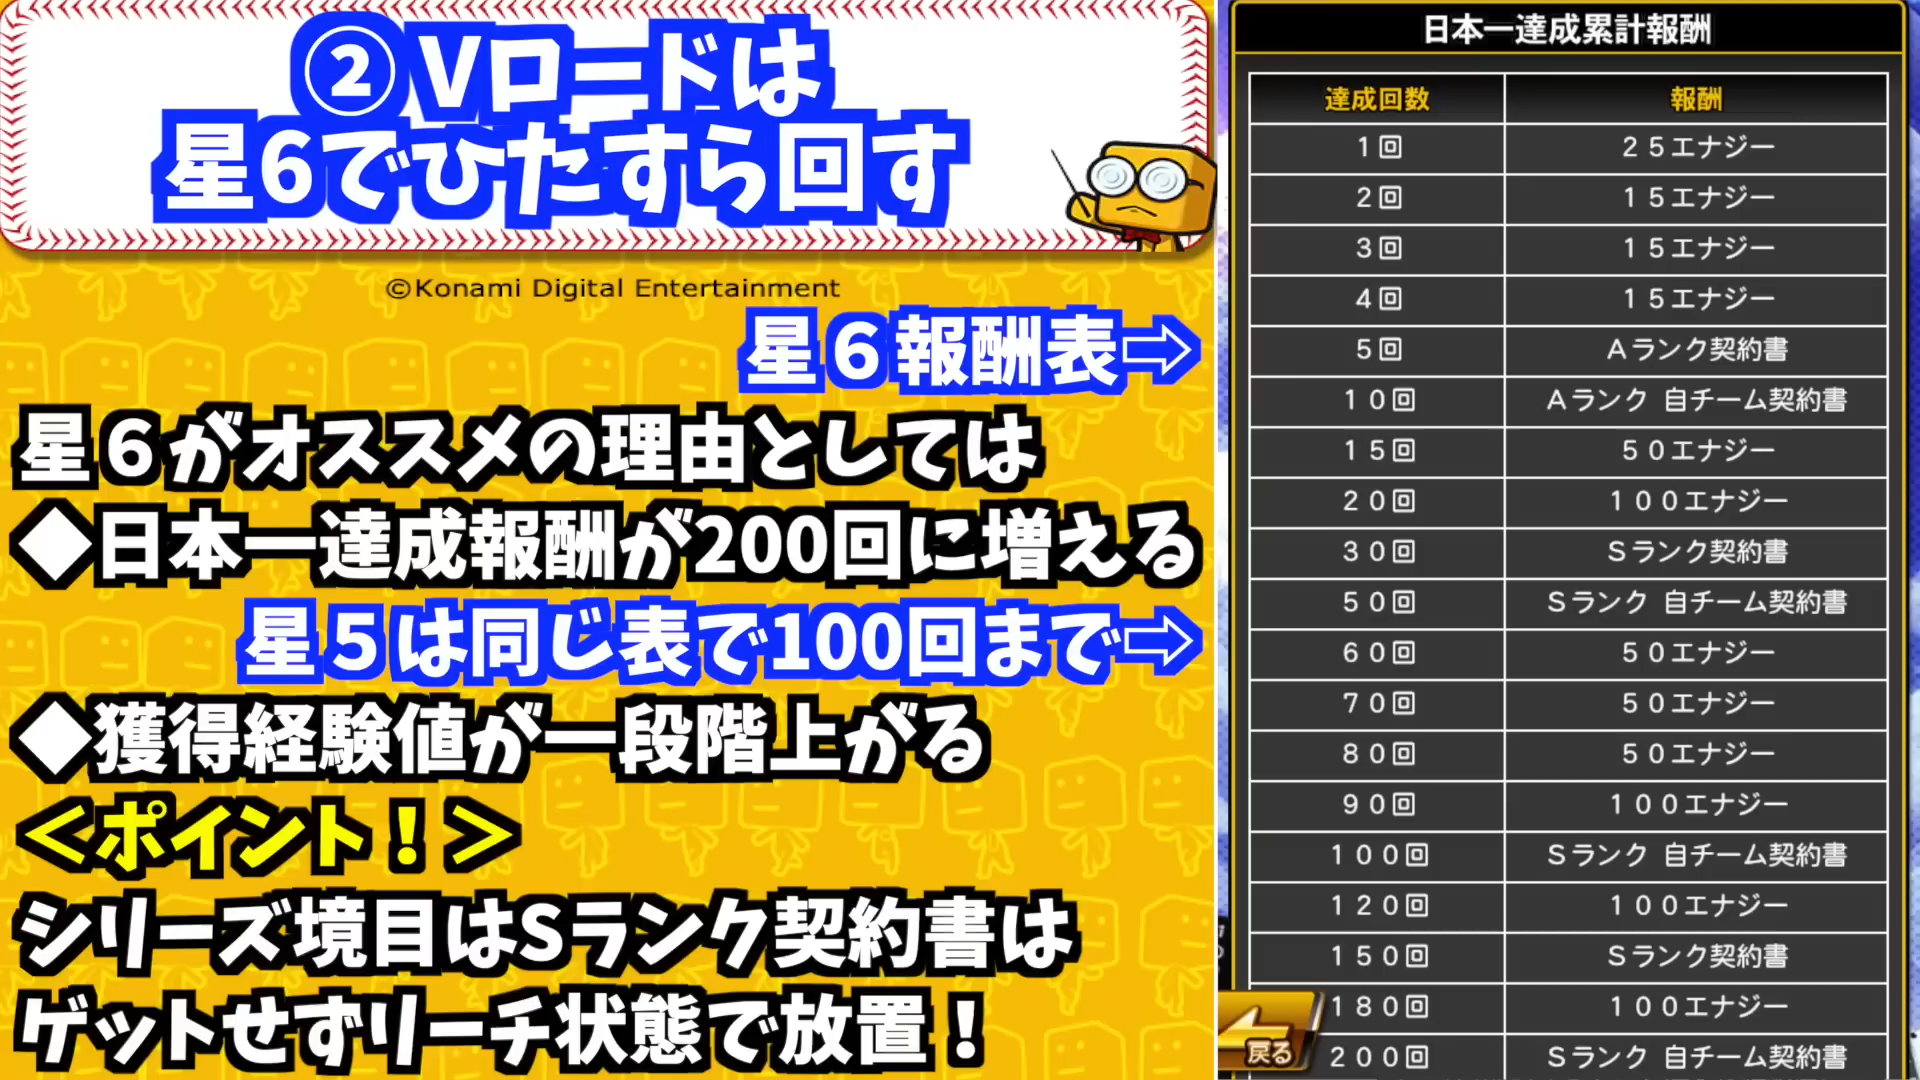 ②Vロードは
星6でひたすら回す
©Konami Digital Entertainment
星６報酬表⇨
星６がオススメの理由としては
◆日本一達成報酬が200回に増える
星５は同じ表で100回まで⇨
◆獲得経験値が一段階上がる
＜ポイント！＞
シリーズ境目はSランク契約書は
ゲットせずリーチ状態で放置！
日本一達成累計報酬
達成回数 報酬
１回 ２５エナジー
２回 １５エナジー
３回 １５エナジー
４回 １５エナジー
５回 Ａランク契約書
１０回 Ａランク 自チーム契約書
１５回 ５０エナジー
２０回 １００エナジー
３０回 Ｓランク契約書
５０回 Ｓランク 自チーム契約書
６０回 ５０エナジー
７０回 ５０エナジー
８０回 ５０エナジー
９０回 １００エナジー
１００回 Ｓランク 自チーム契約書
１２０回 １００エナジー
１５０回 Ｓランク契約書
１８０回 １００エナジー
２００回 Ｓランク 自チーム契約書
戻る